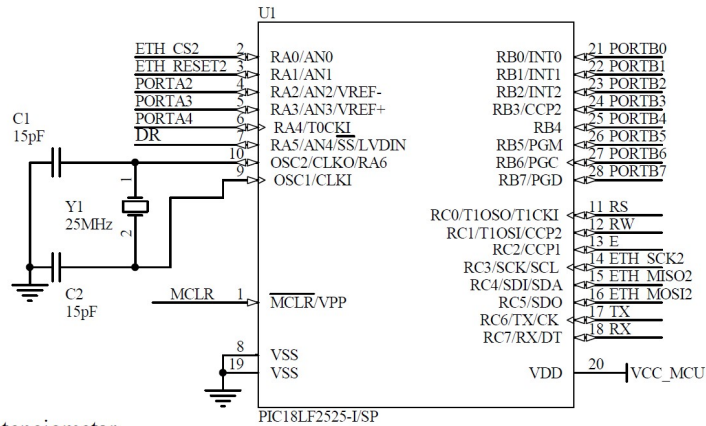 U1
ETH_CS2 2 RA0/AN0 RB0/INT0 21 PORTB0
ETH_RESET2 3 RA1/AN1 RB1/INT1 22 PORTB1
PORTA2 4 RA2/AN2/VREF- RB2/INT2 23 PORTB2
PORTA3 5 RA3/AN3/VREF+ RB3/CCP2 24 PORTB3
PORTA4 6 RA4/T0CKI RB4 25 PORTB4
DR 7 RA5/AN4/SS/LVDIN RB5/PGM 26 PORTB5
10 OSC2/CLKO/RA6 RB6/PGC 27 PORTB6
9 OSC1/CLKI RB7/PGD 28 PORTB7
C1
15pF
1
Y1
25MHz
2
C2
15pF
RC0/T1OSO/T1CKI 11 RS
RC1/T1OSI/CCP2 12 RW
RC2/CCP1 13 E
RC3/SCK/SCL 14 ETH_SCK2
RC4/SDI/SDA 15 ETH_MISO2
MCLR 1 MCLR/VPP RC5/SDO 16 ETH_MOSI2
RC6/TX/CK 17 TX
RC7/RX/DT 18 RX
8 VSS
19 VSS VDD 20 VCC_MCU
PIC18LF2525-I/SP